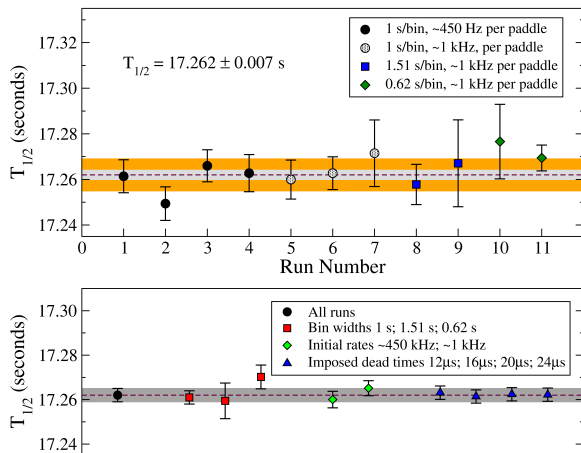 17.32
17.30
17.28
17.26
17.24
T1/2 (seconds)
T1/2 = 17.262 ± 0.007 s
1 s/bin, ~450 Hz per paddle
1 s/bin, ~1 kHz, per paddle
1.51 s/bin, ~1 kHz per paddle
0.62 s/bin, ~1 kHz per paddle
0 1 2 3 4 5 6 7 8 9 10 11
Run Number
17.30
17.28
17.26
T1/2 (seconds)
All runs
Bin widths 1 s; 1.51 s; 0.62 s
Initial rates ~450 kHz; ~1 kHz
Imposed dead times 12μs; 16μs; 20μs; 24μs